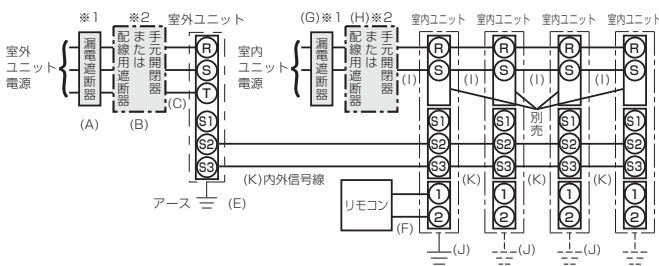 ※1
※2
室外ユニット
(G)※1
(H)※2
室内ユニット
室内ユニット
室内ユニット
室内ユニット
室外
ユニット
電源
漏電遮断器
手元開閉器
または
配線用遮断器
R
S
T
S1
S2
S3
(A)
(B)
(C)
アース
(E)
室内
ユニット
電源
漏電遮断器
手元開閉器
または
配線用遮断器
(I)
(I)
(I)
(I)
R
S
R
S
R
S
R
S
別売
S1
S2
S3
S1
S2
S3
S1
S2
S3
S1
S2
S3
(K)内外信号線
(K)
(K)
(K)
リモコン
(F)
1
2
1
2
1
2
1
2
(J)
(J)
(J)